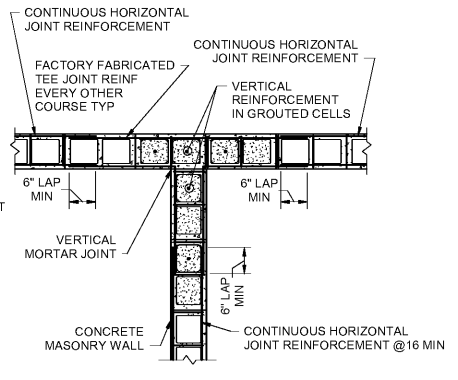 CONTINUOUS HORIZONTAL
JOINT REINFORCEMENT
CONTINUOUS HORIZONTAL
JOINT REINFORCEMENT
FACTORY FABRICATED
TEE JOINT REINF
EVERY OTHER
COURSE TYP
VERTICAL
REINFORCEMENT
IN GROUTED CELLS
6" LAP
MIN
6" LAP
MIN
T
VERTICAL
MORTAR JOINT
6" LAP
MIN
CONCRETE
MASONRY WALL
CONTINUOUS HORIZONTAL
JOINT REINFORCEMENT @16 MIN